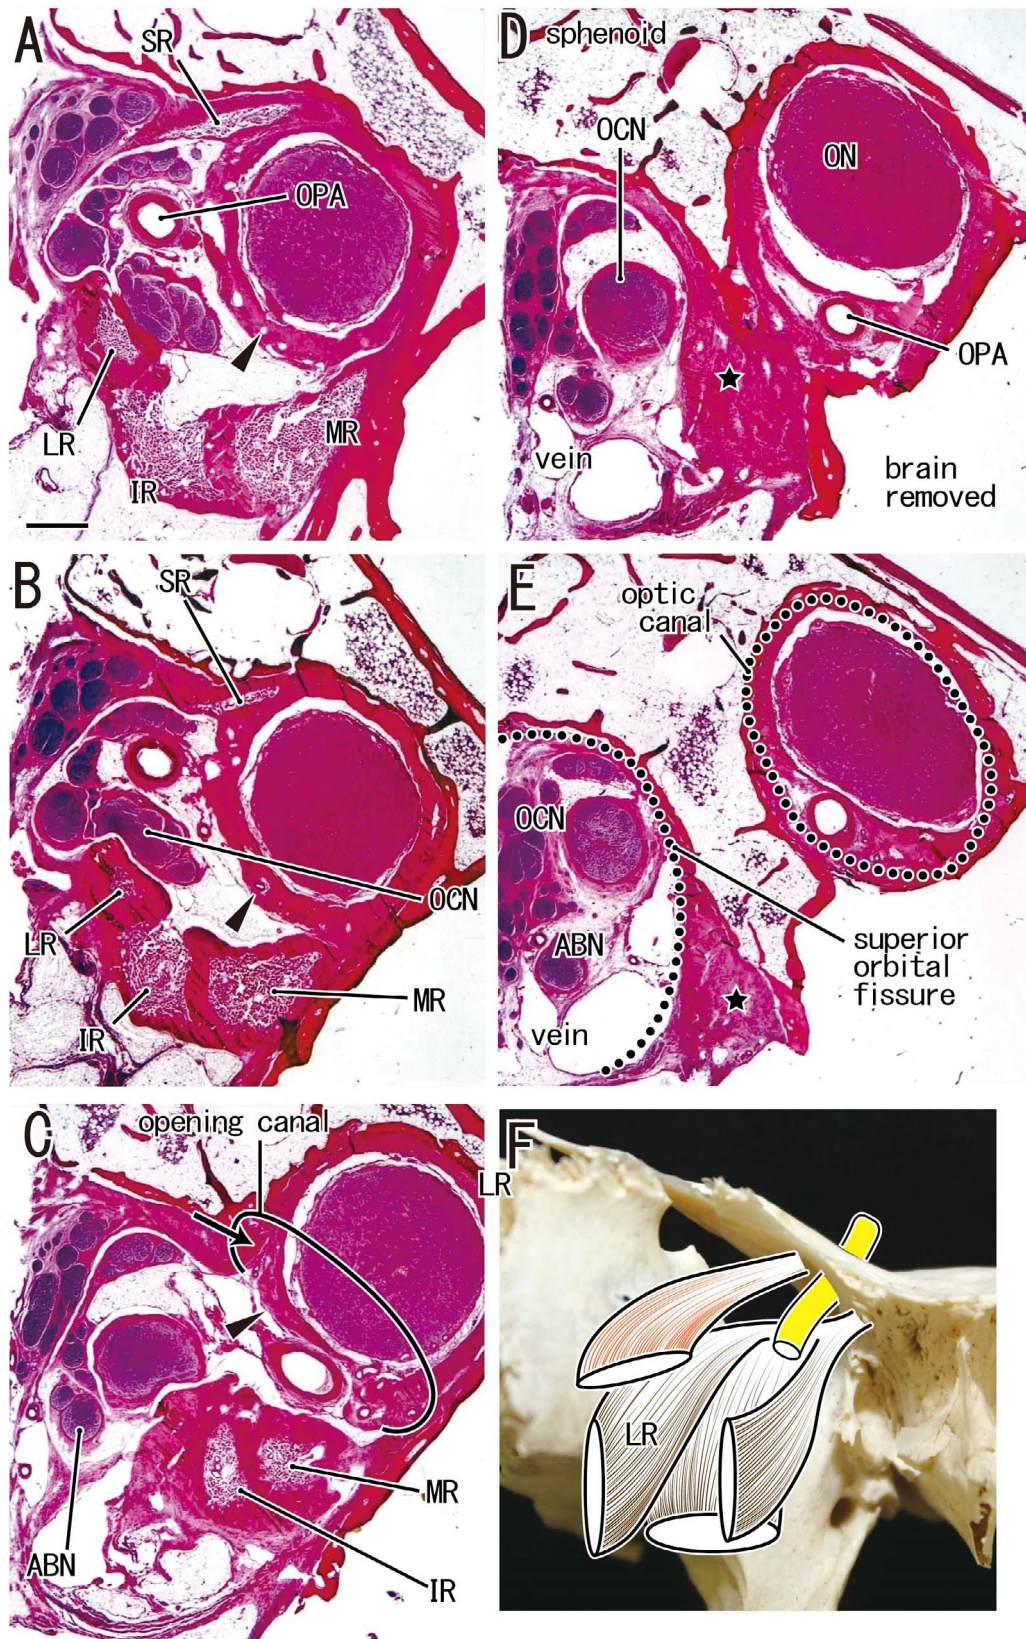 A
SR
OPA
LR
IR
MR
B
SR
OCN
LR
MR
IR
C
opening canal
LR
ABN
MR
IR
D
sphenoid
OCN
ON
OPA
vein
brain
removed
E
optic
canal
OCN
ABN
vein
superior
orbital
fissure
F
LR